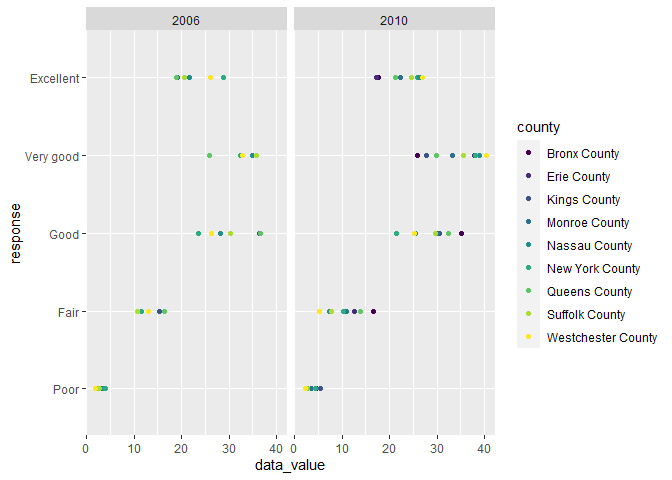 2006 2010
county
Excellent
Very good
Good
Fair
Poor
response
Bronx County
Erie County
Kings County
Monroe County
Nassau County
New York County
Queens County
Suffolk County
Westchester County
0 10 20 30 40 0 10 20 30 40
data_value